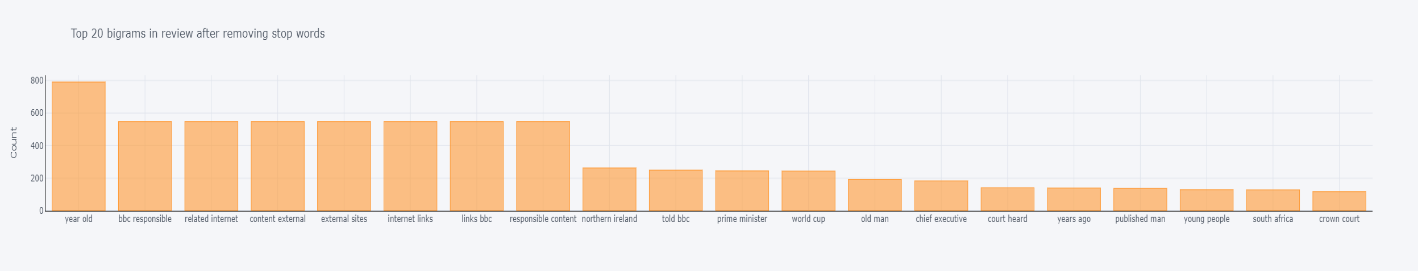 Top 20 bigrams in review after removing stop words
Count
800
600
400
200
0
year old bbc responsible related internet content external external sites internet links links bbc responsible content northern ireland told bbc prime minister world cup old man chief executive court heard years ago published man young people south africa crown court